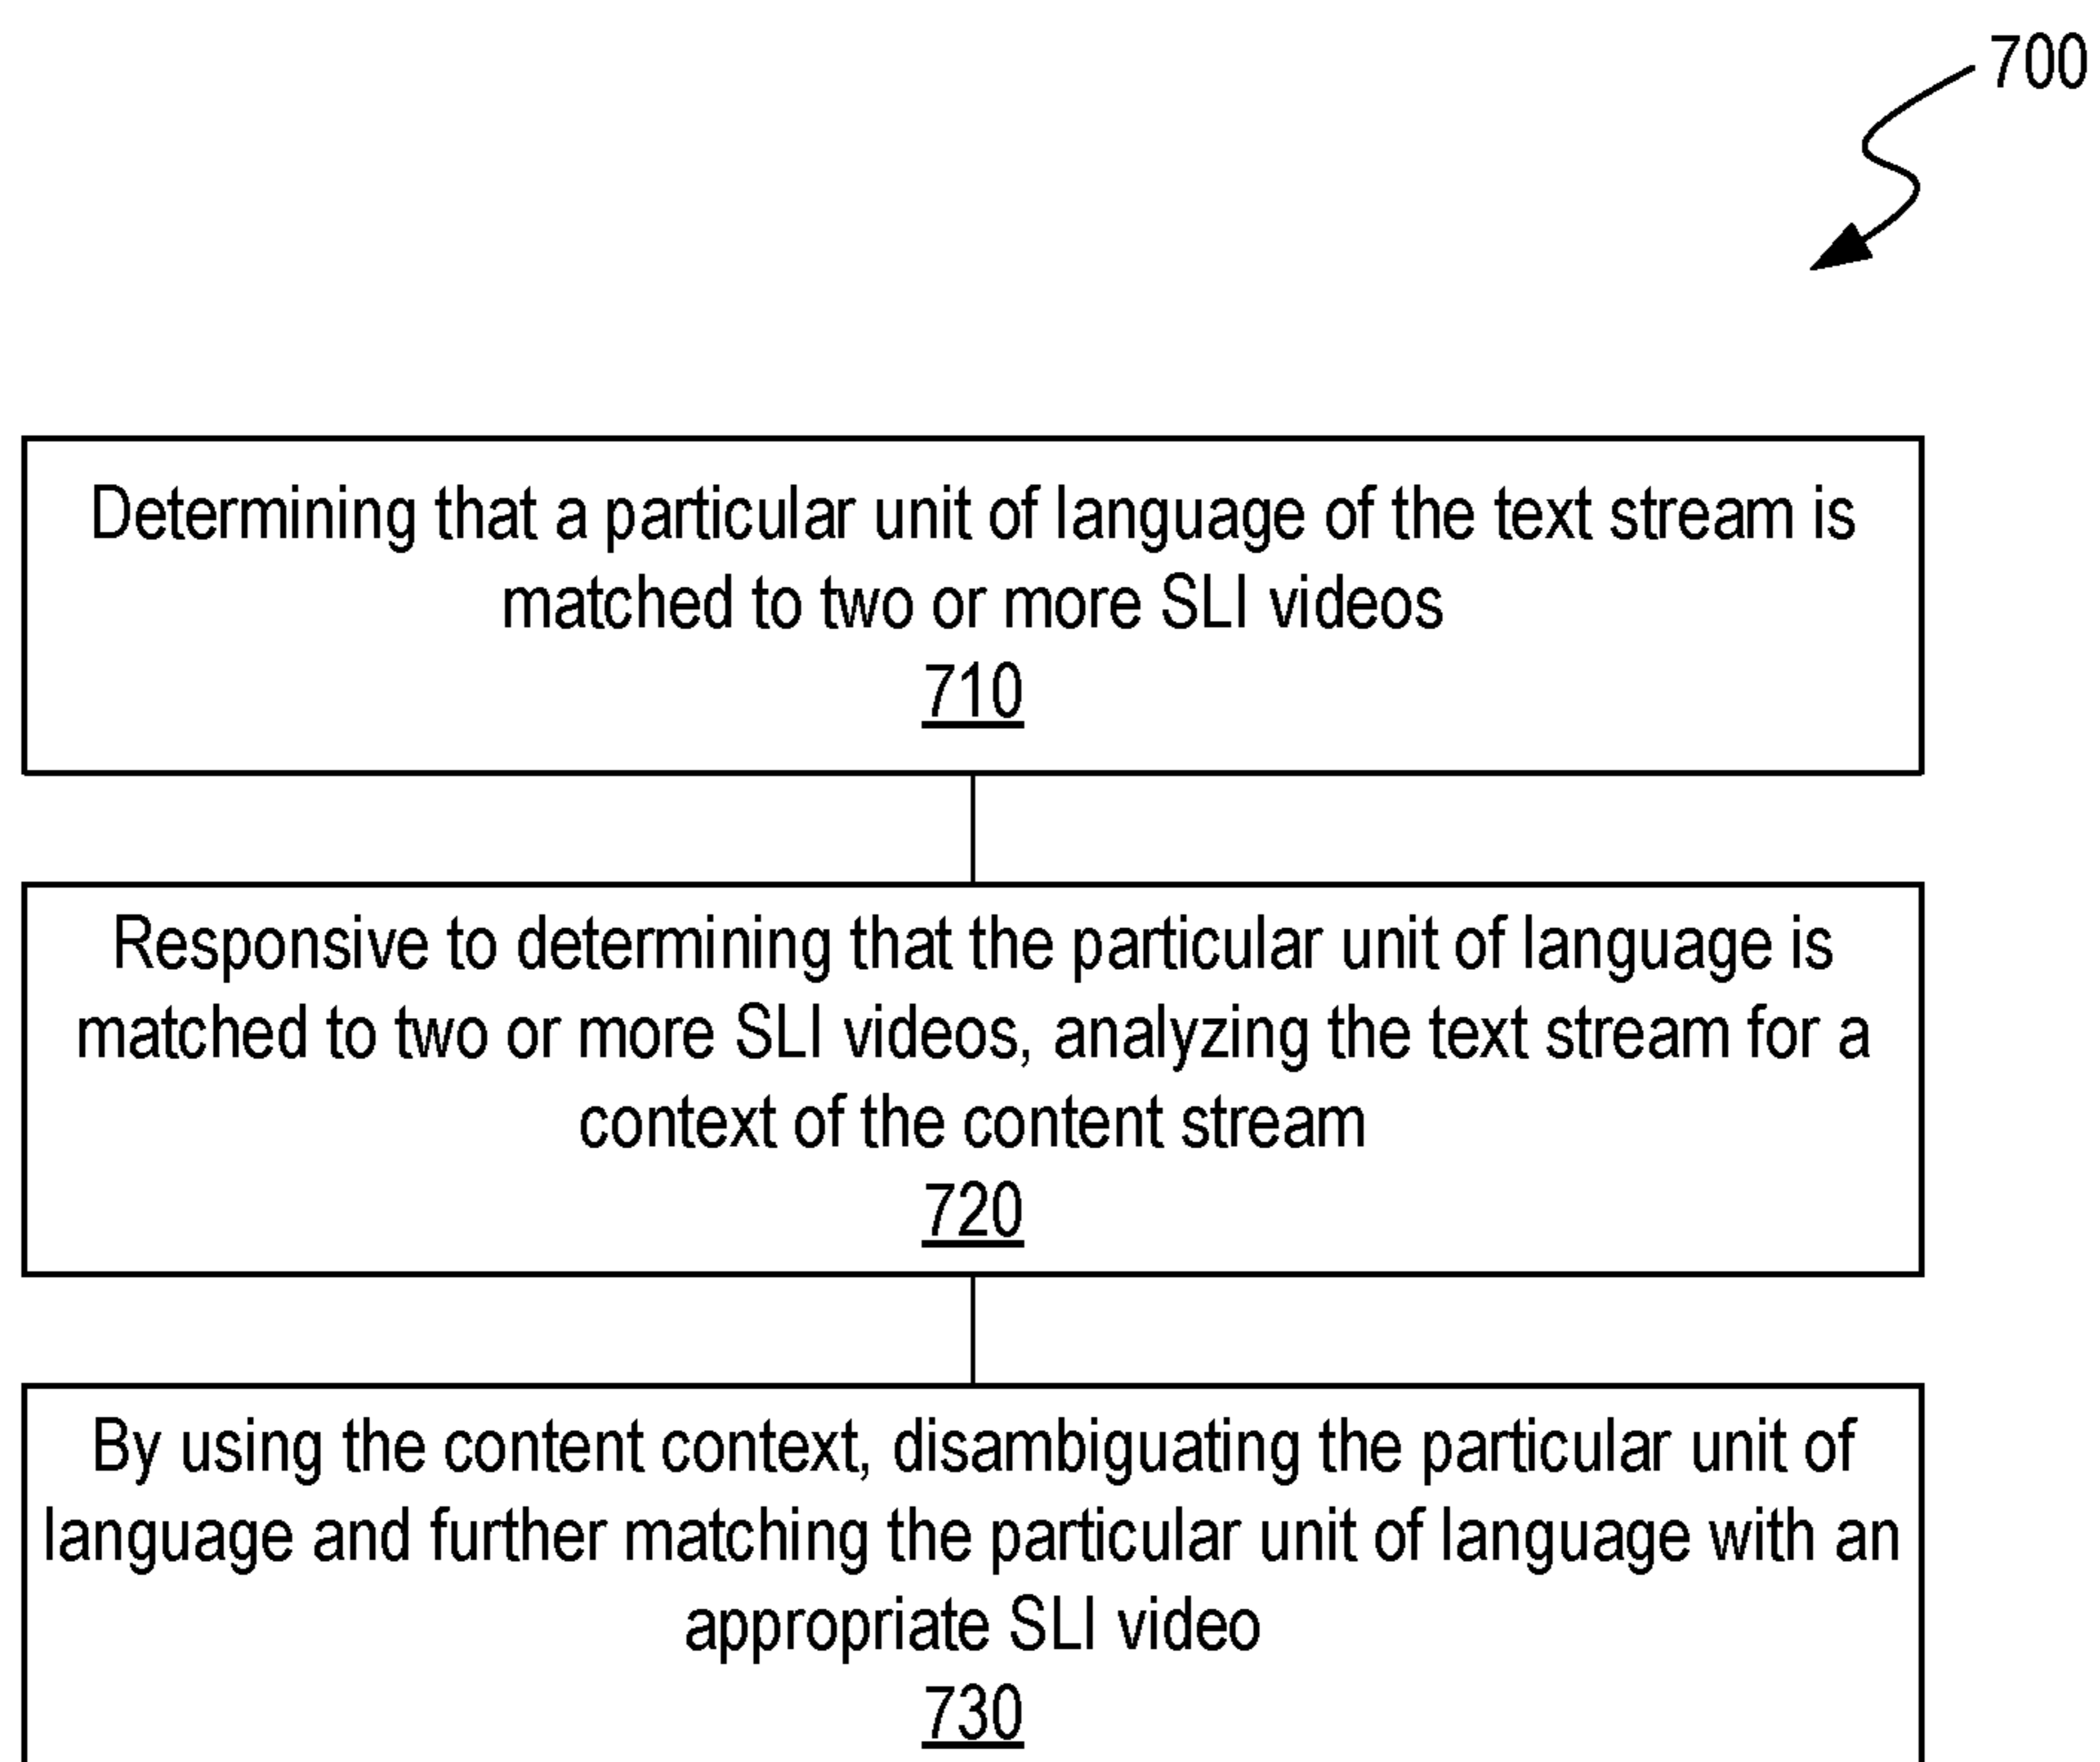 700
Determining that a particular unit of language of the text stream is
matched to two or more SLI videos
710
Responsive to determining that the particular unit of language is
matched to two or more SLI videos, analyzing the text stream for a
context of the content stream
720
By using the content context, disambiguating the particular unit of
language and further matching the particular unit of language with an
appropriate SLI video
730